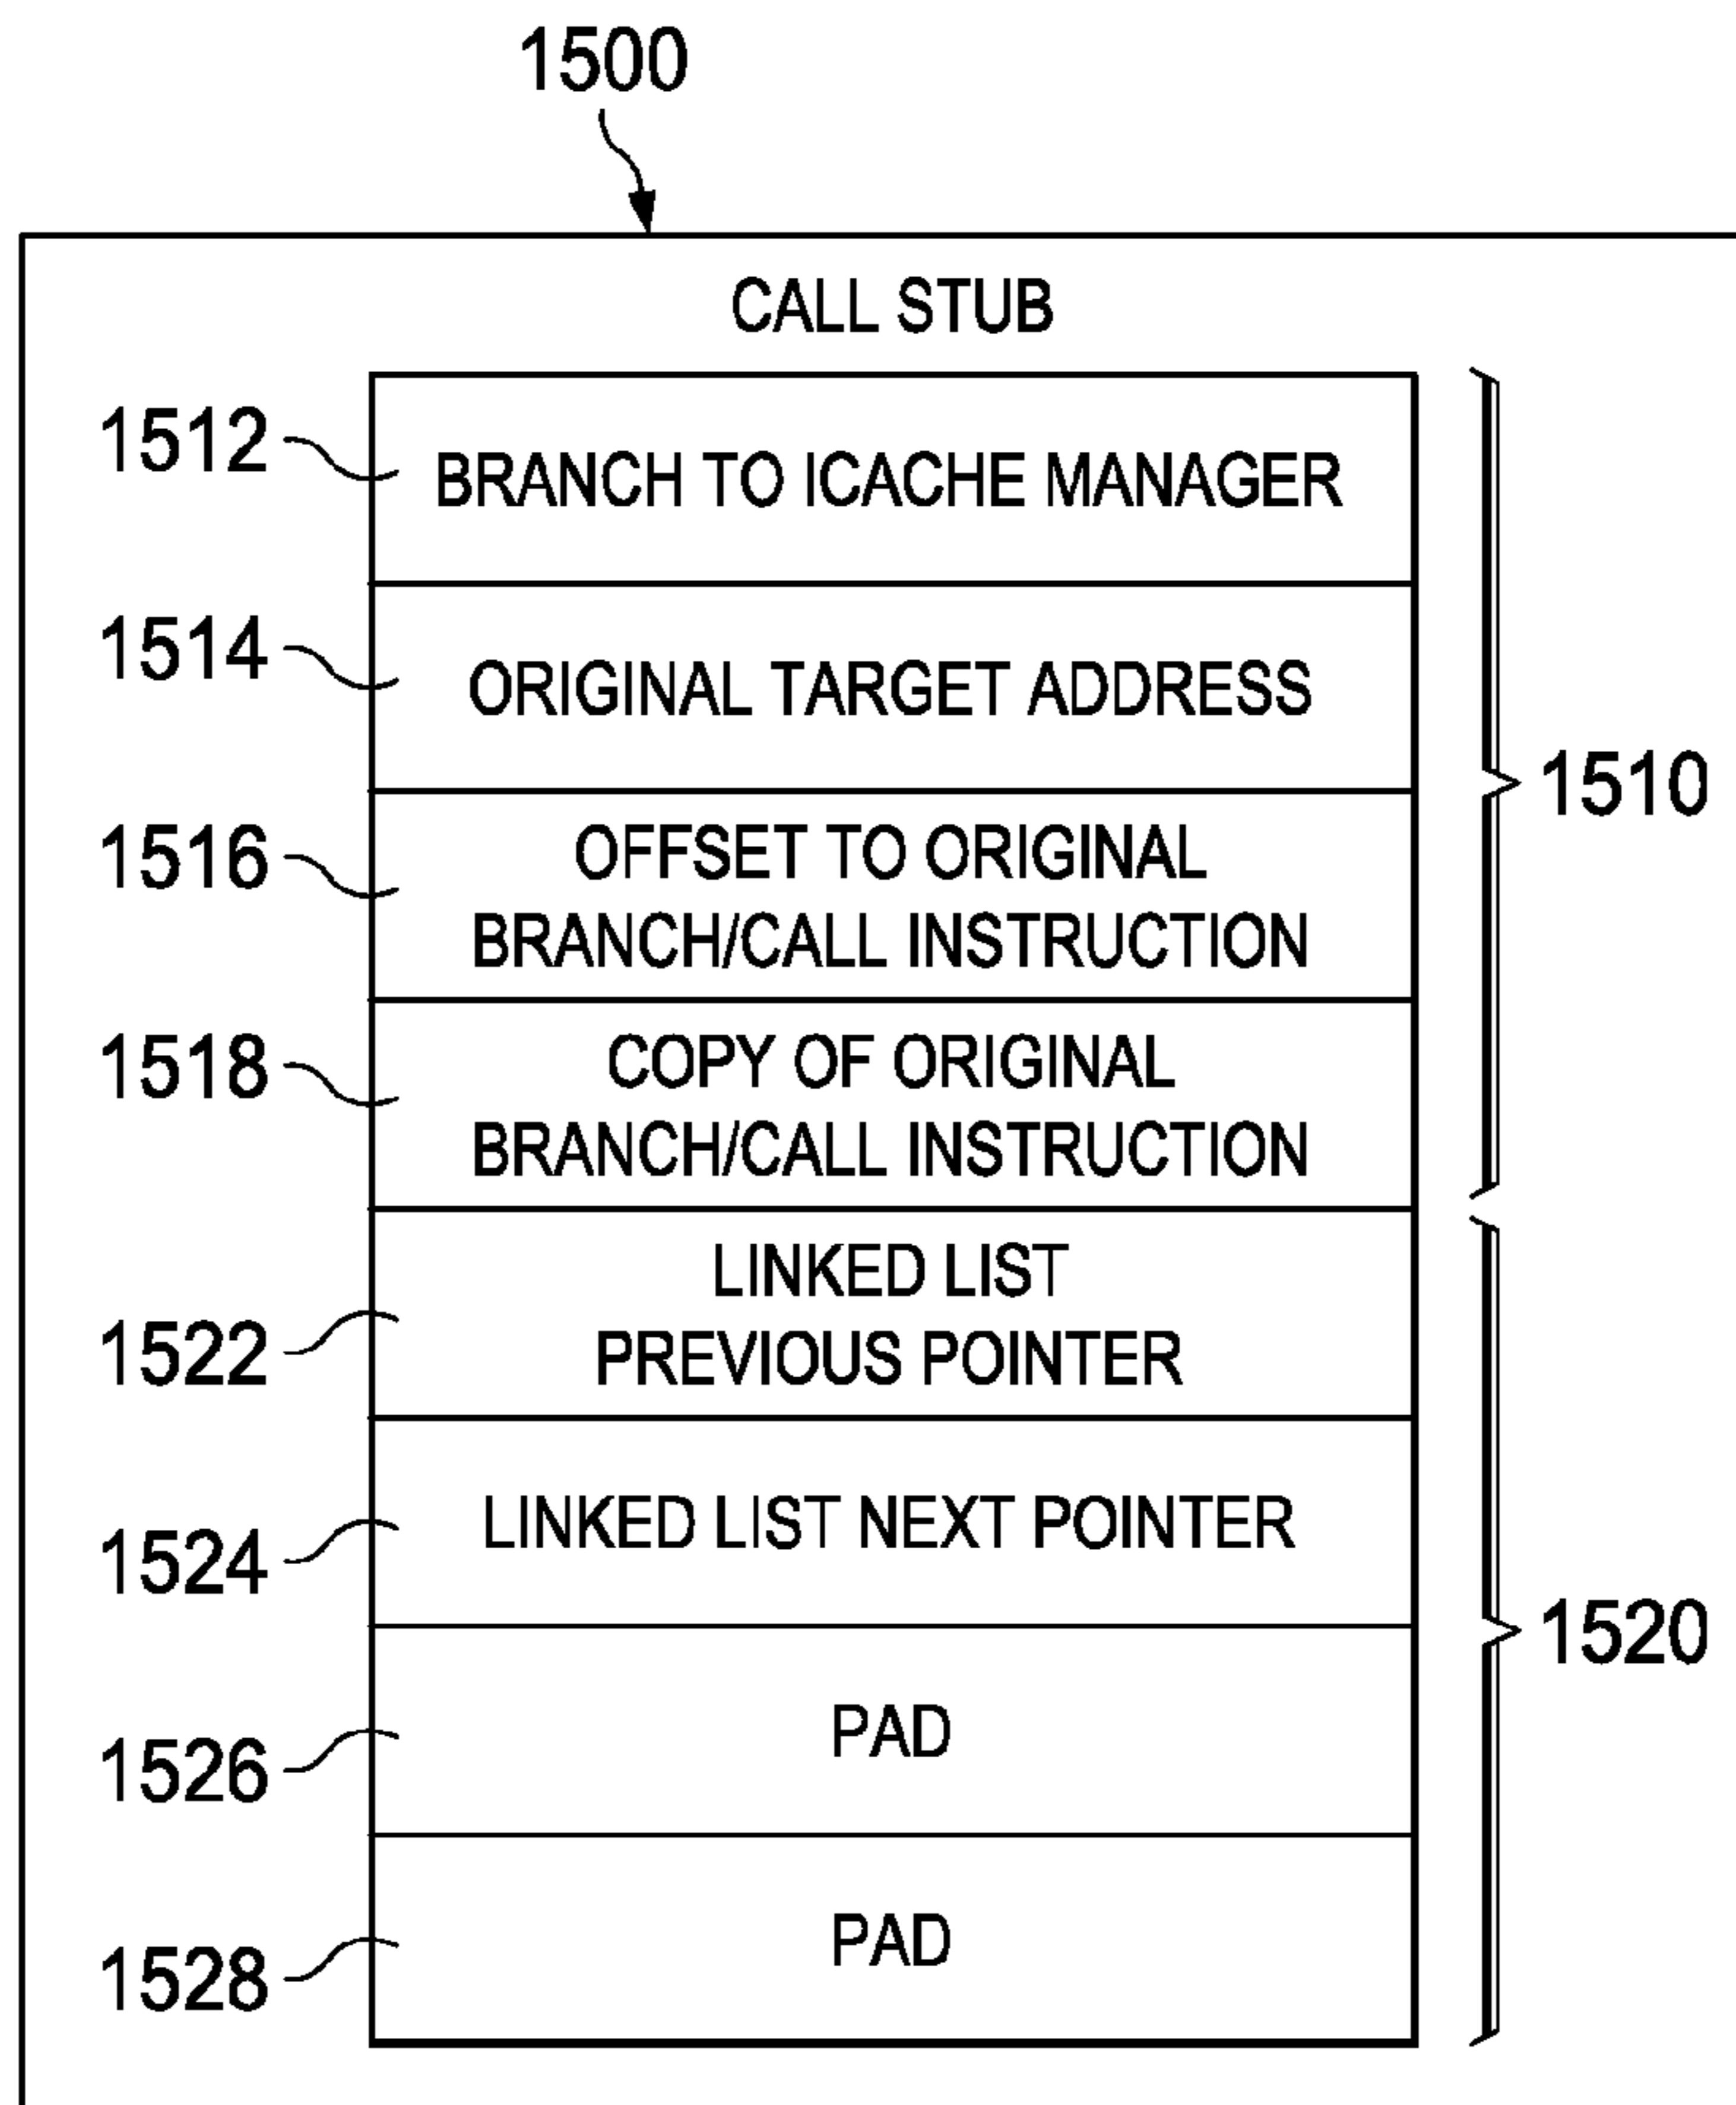 1500
CALL STUB
1512
BRANCH TO ICACHE MANAGER
1514
ORIGINAL TARGET ADDRESS
1510
1516
OFFSET TO ORIGINAL
BRANCH/CALL INSTRUCTION
1518
COPY OF ORIGINAL
BRANCH/CALL INSTRUCTION
1522
LINKED LIST
PREVIOUS POINTER
1524
LINKED LIST NEXT POINTER
1520
1526
PAD
1528
PAD